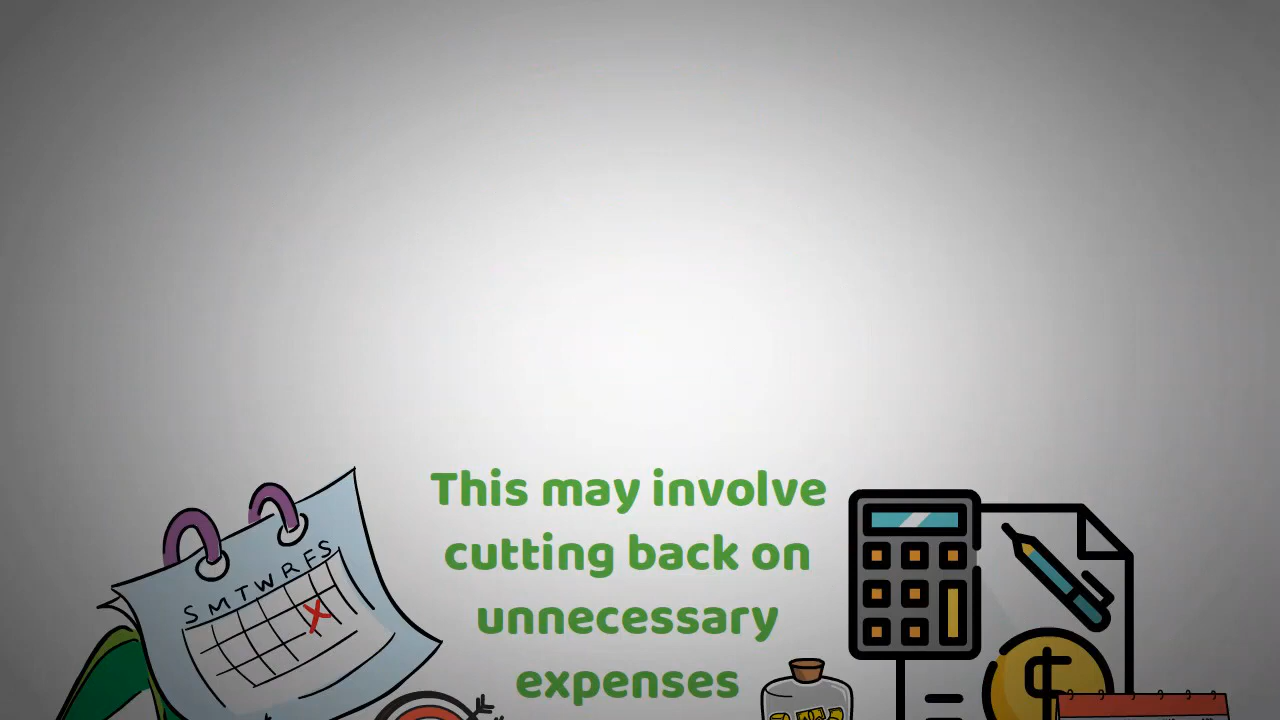 This may involve
cutting back on
unnecessary
expenses
S M T W R F S